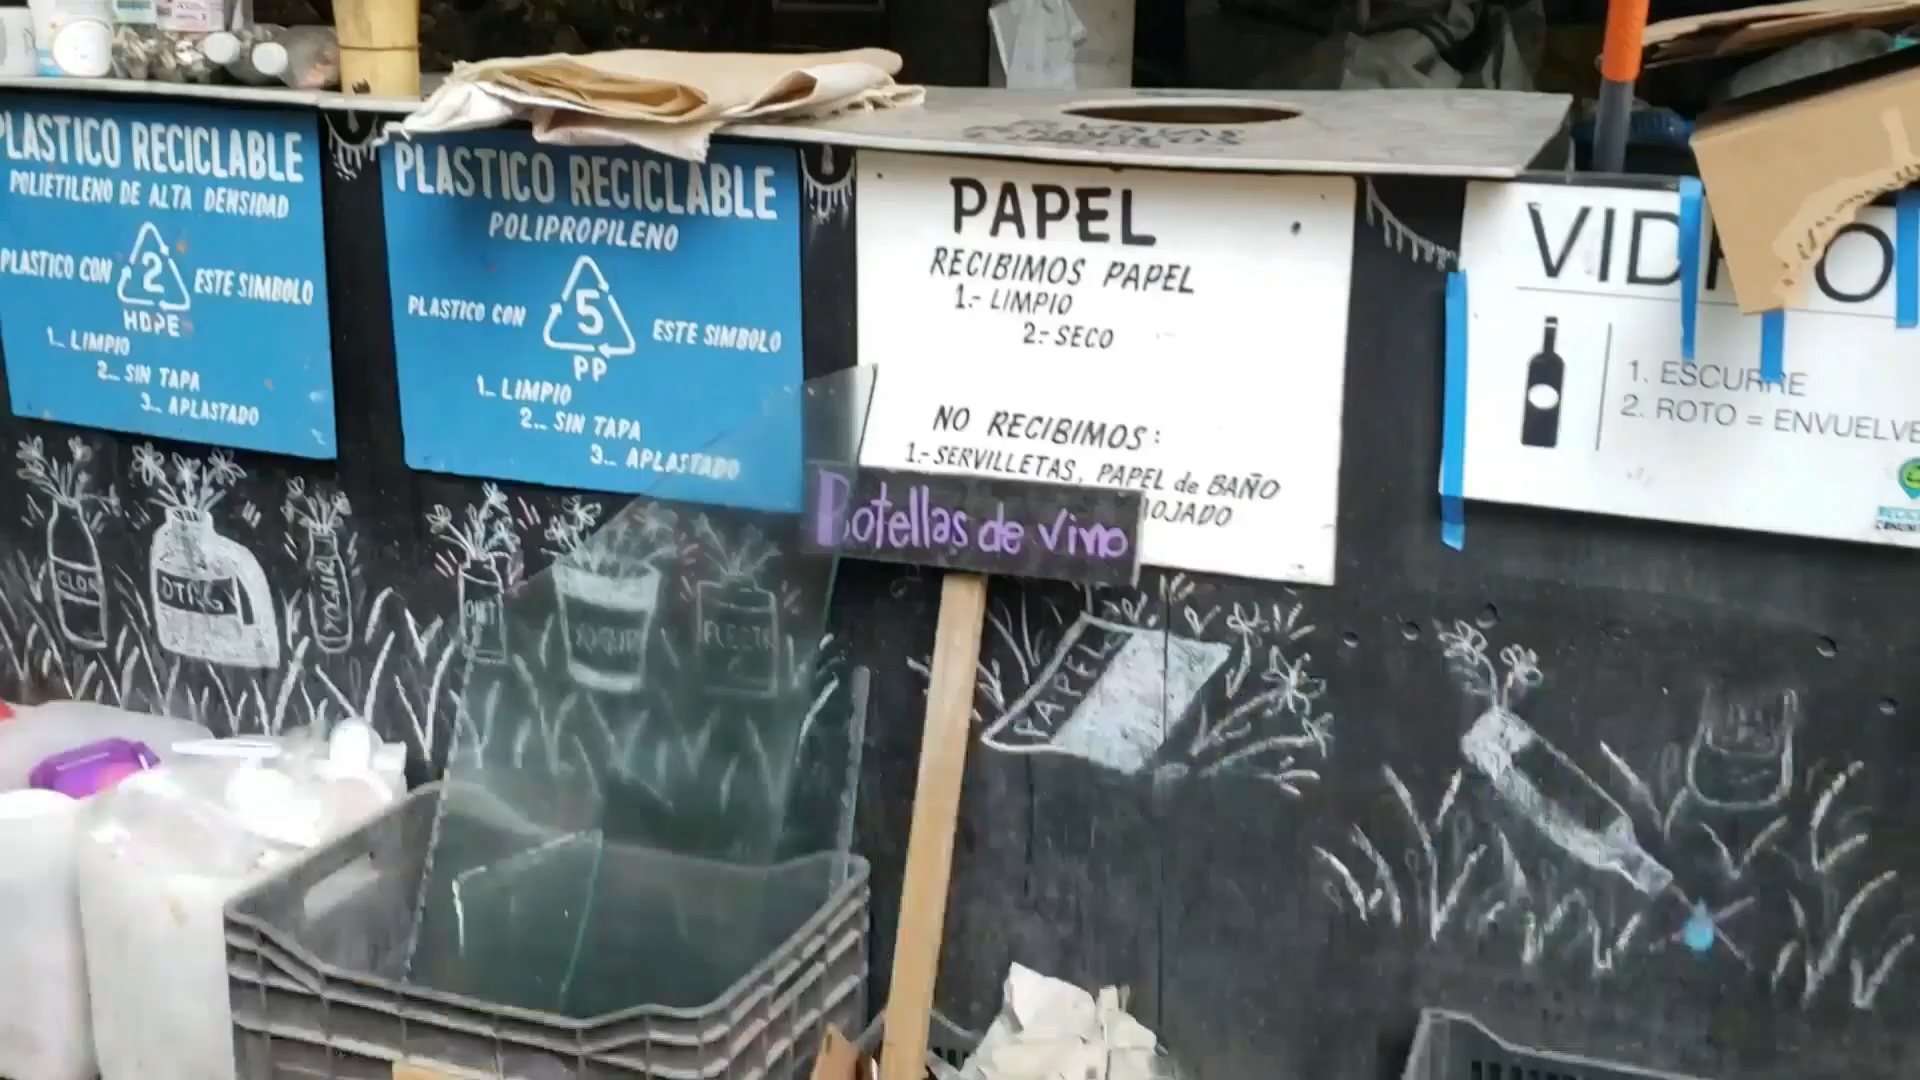 PLASTICO RECICLABLE
POLIETILENO DE ALTA DENSIDAD
PLASTICO CON
2
HDPE
ESTE SIMBOLO
1.. LIMPIO
2.. SIN TAPA
3.. APLASTADO
PLASTICO RECICLABLE
POLIPROPILENO
PLASTICO CON
5
PP
ESTE SIMBOLO
1.. LIMPIO
2.. SIN TAPA
3.. APLASTADO
PAPEL
RECIBIMOS PAPEL
1.- LIMPIO
2.- SECO
NO RECIBIMOS:
1.- SERVILLETAS, PAPEL de BAÑO
Botellas de vino
1. ESCURRE
2. ROTO = ENVUELVE
YOGUR
YOGUR
PAPEL